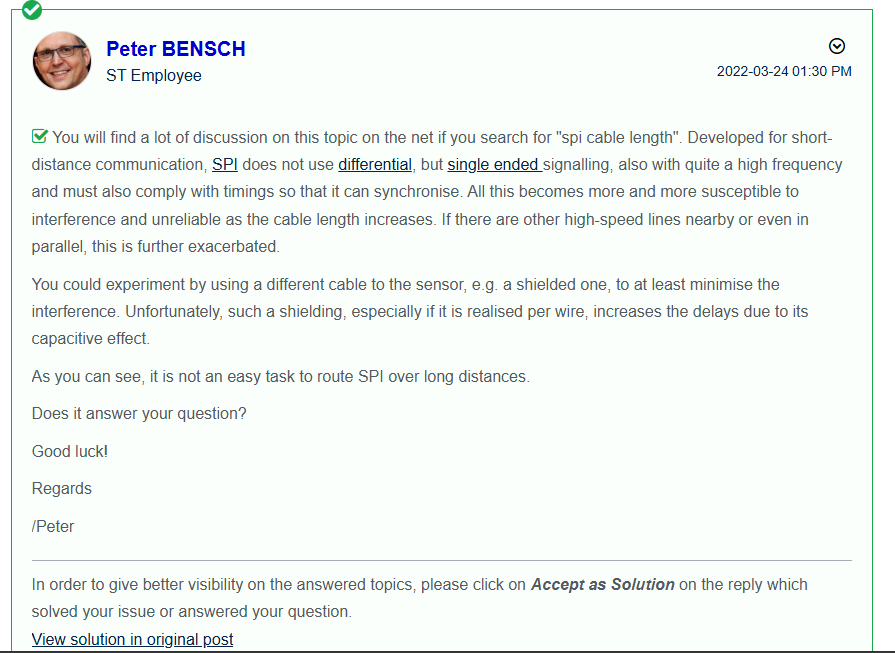 Peter BENSCH
ST Employee
2022-03-24 01:30 PM
You will find a lot of discussion on this topic on the net if you search for "spi cable length". Developed for short-
distance communication, SPI does not use differential, but single ended signalling, also with quite a high frequency
and must also comply with timings so that it can synchronise. All this becomes more and more susceptible to
interference and unreliable as the cable length increases. If there are other high-speed lines nearby or even in
parallel, this is further exacerbated.
You could experiment by using a different cable to the sensor, e.g. a shielded one, to at least minimise the
interference. Unfortunately, such a shielding, especially if it is realised per wire, increases the delays due to its
capacitive effect.
As you can see, it is not an easy task to route SPI over long distances.
Does it answer your question?
Good luck!
Regards
/Peter
In order to give better visibility on the answered topics, please click on Accept as Solution on the reply which
solved your issue or answered your question.
View solution in original post